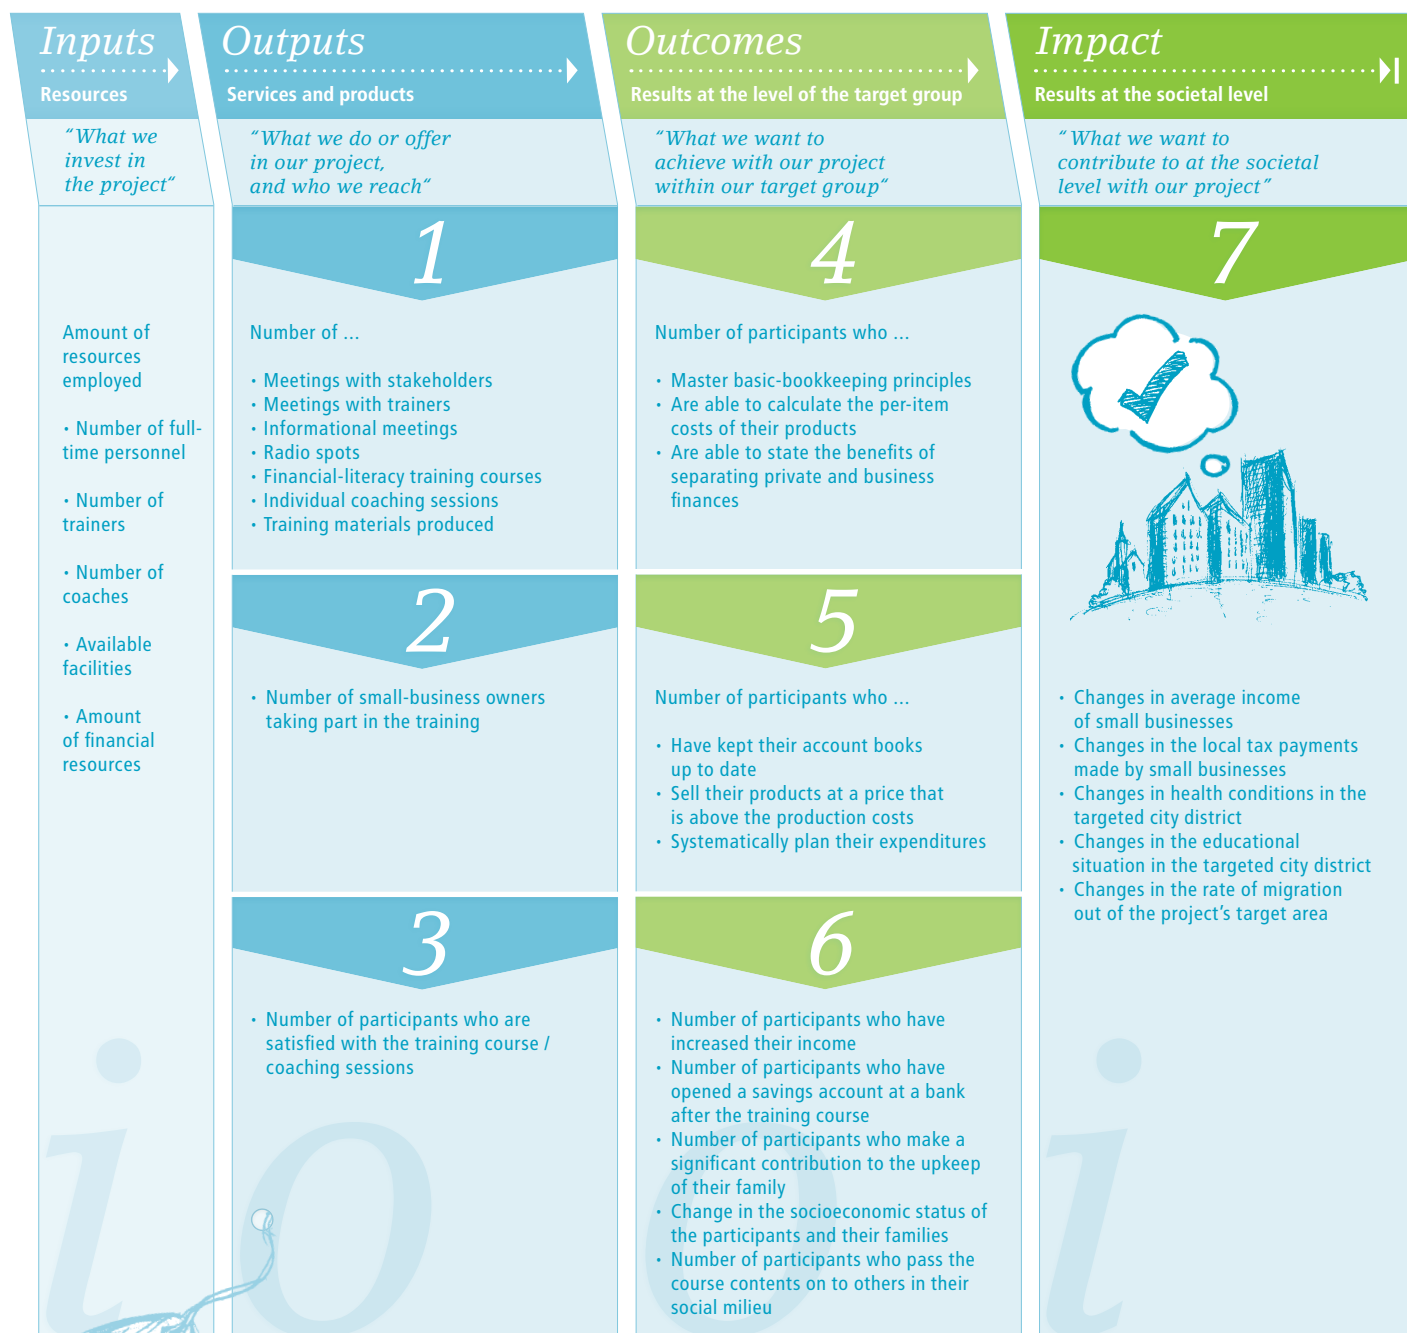 Inputs
Resources
“What we
invest in
the project“
Amount of
resources
employed
• Number of full-
time personnel
• Number of
trainers
• Number of
coaches
• Available
facilities
• Amount
of financial
resources
Outputs
Services and products
“What we do or offer
in our project,
and who we reach“
1
Number of ...
• Meetings with stakeholders
• Meetings with trainers
• Informational meetings
• Radio spots
• Financial-literacy training courses
• Individual coaching sessions
• Training materials produced
2
• Number of small-business owners
taking part in the training
3
• Number of participants who are
satisfied with the training course /
coaching sessions
Outcomes
Results at the level of the target group
“What we want to
achieve with our project
within our target group“
4
Number of participants who ...
• Master basic-bookkeeping principles
• Are able to calculate the per-item
costs of their products
• Are able to state the benefits of
separating private and business
finances
5
Number of participants who ...
• Have kept their account books
up to date
• Sell their products at a price that
is above the production costs
• Systematically plan their expenditures
6
• Number of participants who have
increased their income
• Number of participants who have
opened a savings account at a bank
after the training course
• Number of participants who make a
significant contribution to the upkeep
of their family
• Change in the socioeconomic status of
the participants and their families
• Number of participants who pass the
course contents on to others in their
social milieu
Impact
Results at the societal level
“What we want to
contribute to at the societal
level with our project”
7
• Changes in average income
of small businesses
• Changes in the local tax payments
made by small businesses
• Changes in health conditions in the
targeted city district
• Changes in the educational
situation in the targeted city district
• Changes in the rate of migration
out of the project’s target area
i o o i